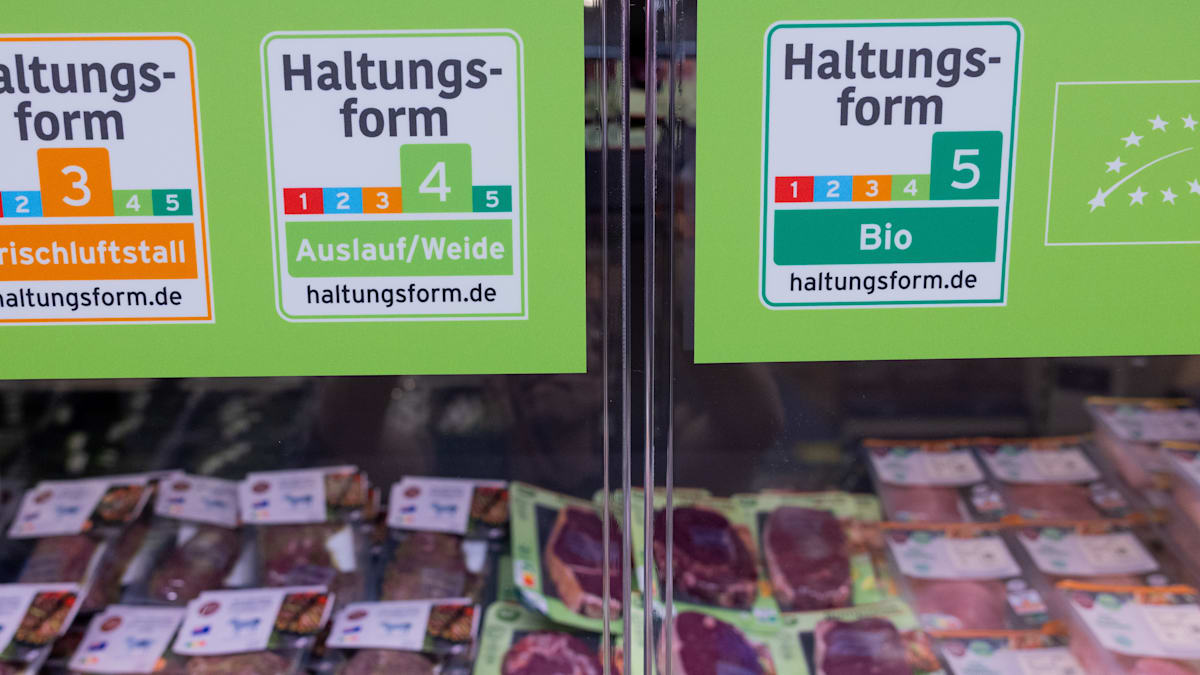 altungs-
form
3
2
4 5
rischluftstall
haltungsform.de
Haltungs-
form
4
1 2 3
5
Auslauf/Weide
haltungsform.de
Haltungs-
form
5
1 2 3 4
Bio
haltungsform.de